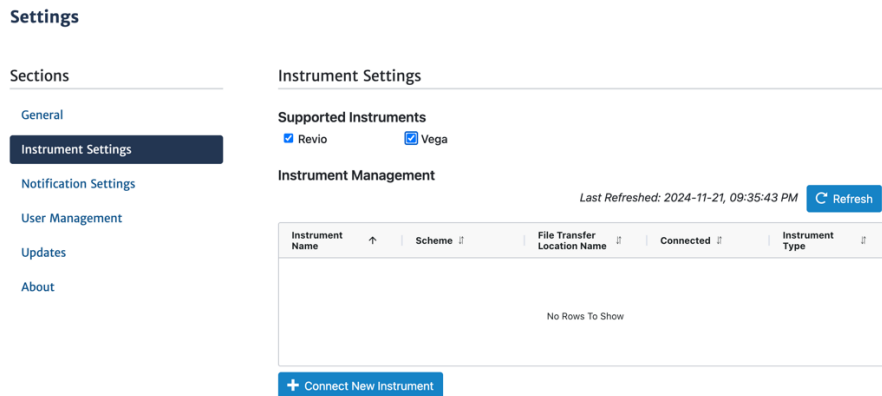 Settings
Sections
General
Instrument Settings
Notification Settings
User Management
Updates
About
Instrument Settings
Supported Instruments
Revio
Vega
Instrument Management
Last Refreshed: 2024-11-21, 09:35:43 PM
Refresh
Instrument Name
Scheme
File Transfer Location Name
Connected
Instrument Type
No Rows To Show
Connect New Instrument